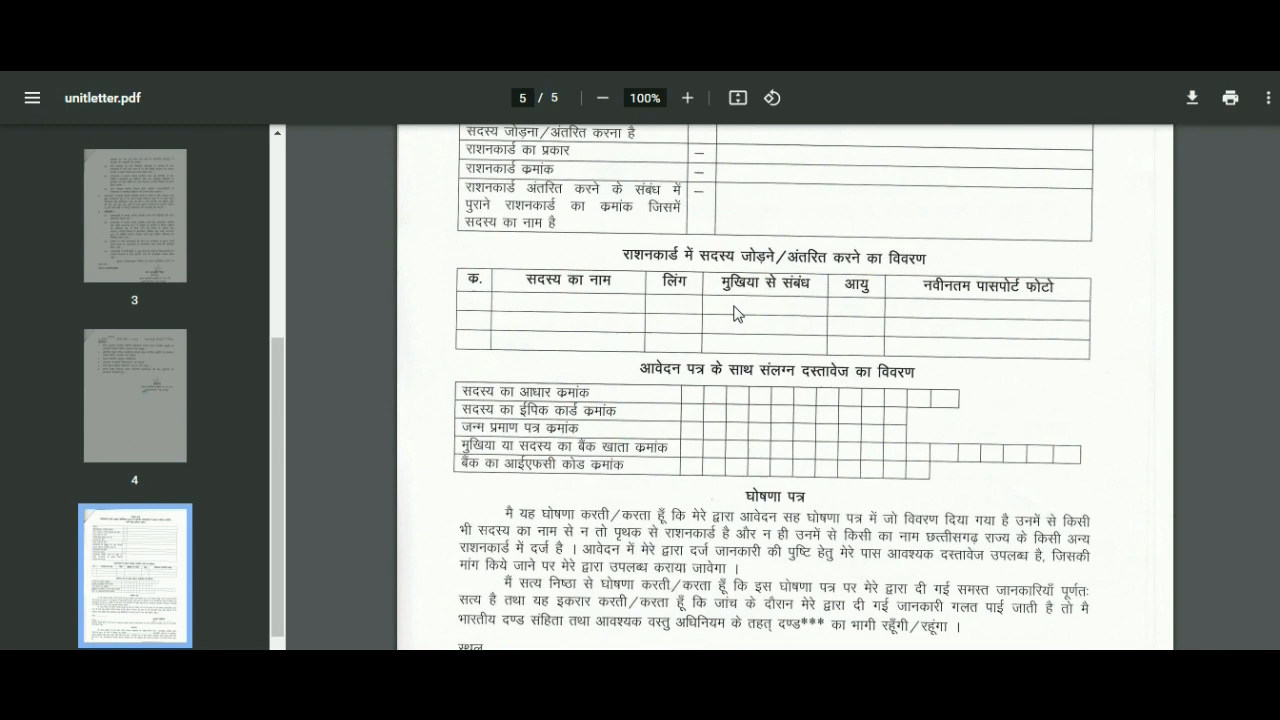 unitletter.pdf
5 / 5
100%
3
4
सदस्य जोड़ना/अंतरित करना है
राशनकार्ड का प्रकार –
राशनकार्ड क्रमांक –
राशनकार्ड अंतरित करने के संबंध में –
पुराने राशनकार्ड का क्रमांक जिसमें
सदस्य का नाम है
राशनकार्ड में सदस्य जोड़ने/अंतरित करने का विवरण
क. सदस्य का नाम लिंग मुखिया से संबंध आयु नवीनतम पासपोर्ट फोटो
आवेदन पत्र के साथ संलग्न दस्तावेज का विवरण
सदस्य का आधार क्रमांक
सदस्य का ईपिक कार्ड क्रमांक
जन्म प्रमाण पत्र क्रमांक
मुखिया या सदस्य का बैंक खाता क्रमांक
बैंक का आईएफसी कोड क्रमांक
घोषणा पत्र
मै यह घोषणा करती/करता हूँ कि मेरे द्वारा आवेदन सह घोषणा पत्र में जो विवरण दिया गया है उनमें से किसी
भी सदस्य का नाम से न तो पृथक से राशनकार्ड है और न ही उनमें से किसी का नाम छत्तीसगढ़ राज्य के किसी अन्य
राशनकार्ड में दर्ज है । आवेदन में मेरे द्वारा दर्ज जानकारी की पुष्टि हेतु मेरे पास आवश्यक दस्तावेज उपलब्ध है, जिसकी
मांग किये जाने पर मेरे द्वारा उपलब्ध कराया जावेगा ।
मैं सत्य निष्ठा से घोषणा करती/करता हूँ कि इस घोषणा पत्र में मेरे द्वारा दी गई समस्त जानकारियाँ पूर्णतः
सत्य है तथा यह इकरार करती/करता हूँ कि जांच के दौरान मेरे द्वारा दी गई जानकारी गलत पाई जाती है तो मै
भारतीय दण्ड संहिता तथा आवश्यक वस्तु अधिनियम के तहत् दण्ड*** का भागी रहूँगी/रहूंगा ।